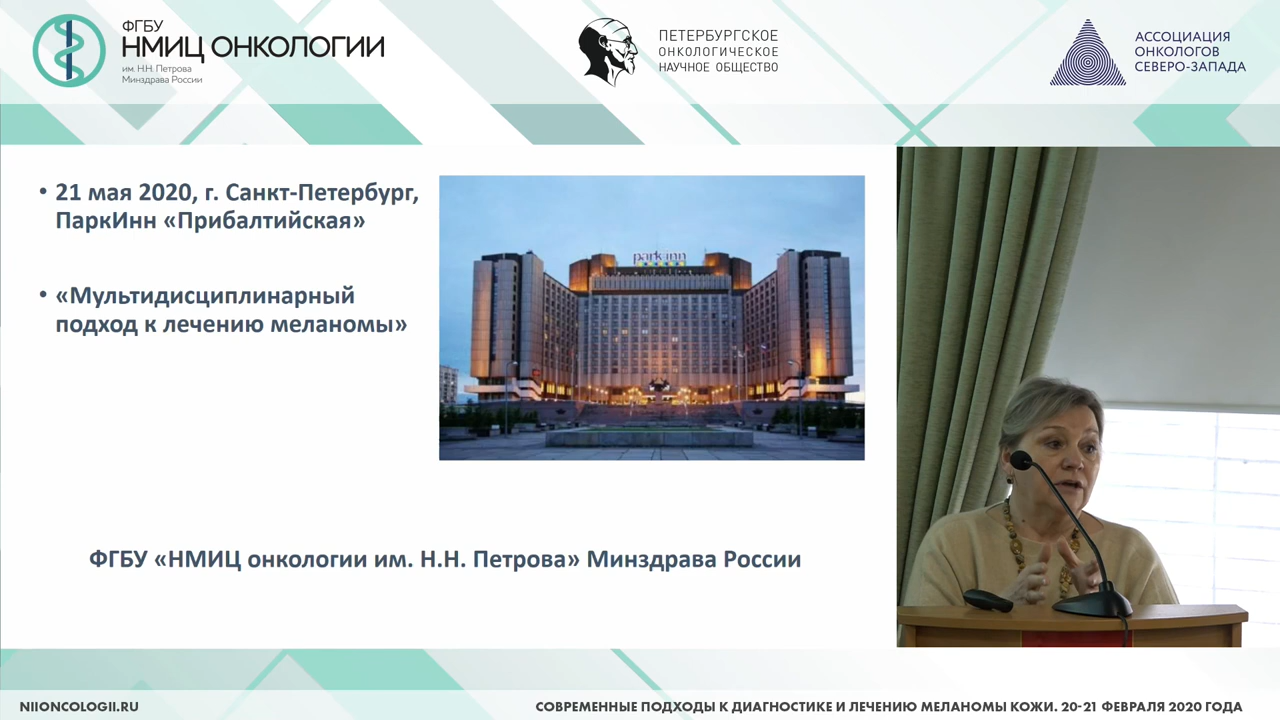 ФГБУ
НМИЦ ОНКОЛОГИИ
им. Н.Н. Петрова
Минздрава России
ПЕТЕРБУРГСКОЕ
ОНКОЛОГИЧЕСКОЕ
НАУЧНОЕ ОБЩЕСТВО
АССОЦИАЦИЯ
ОНКОЛОГОВ
СЕВЕРО-ЗАПАДА
• 21 мая 2020, г. Санкт-Петербург,
ПаркИнн «Прибалтийская»
• «Мультидисциплинарный
подход к лечению меланомы»
park inn
ФГБУ «НМИЦ онкологии им. Н.Н. Петрова» Минздрава России
NIIONCOLOGII.RU
СОВРЕМЕННЫЕ ПОДХОДЫ К ДИАГНОСТИКЕ И ЛЕЧЕНИЮ МЕЛАНОМЫ КОЖИ. 20-21 ФЕВРАЛЯ 2020 ГОДА